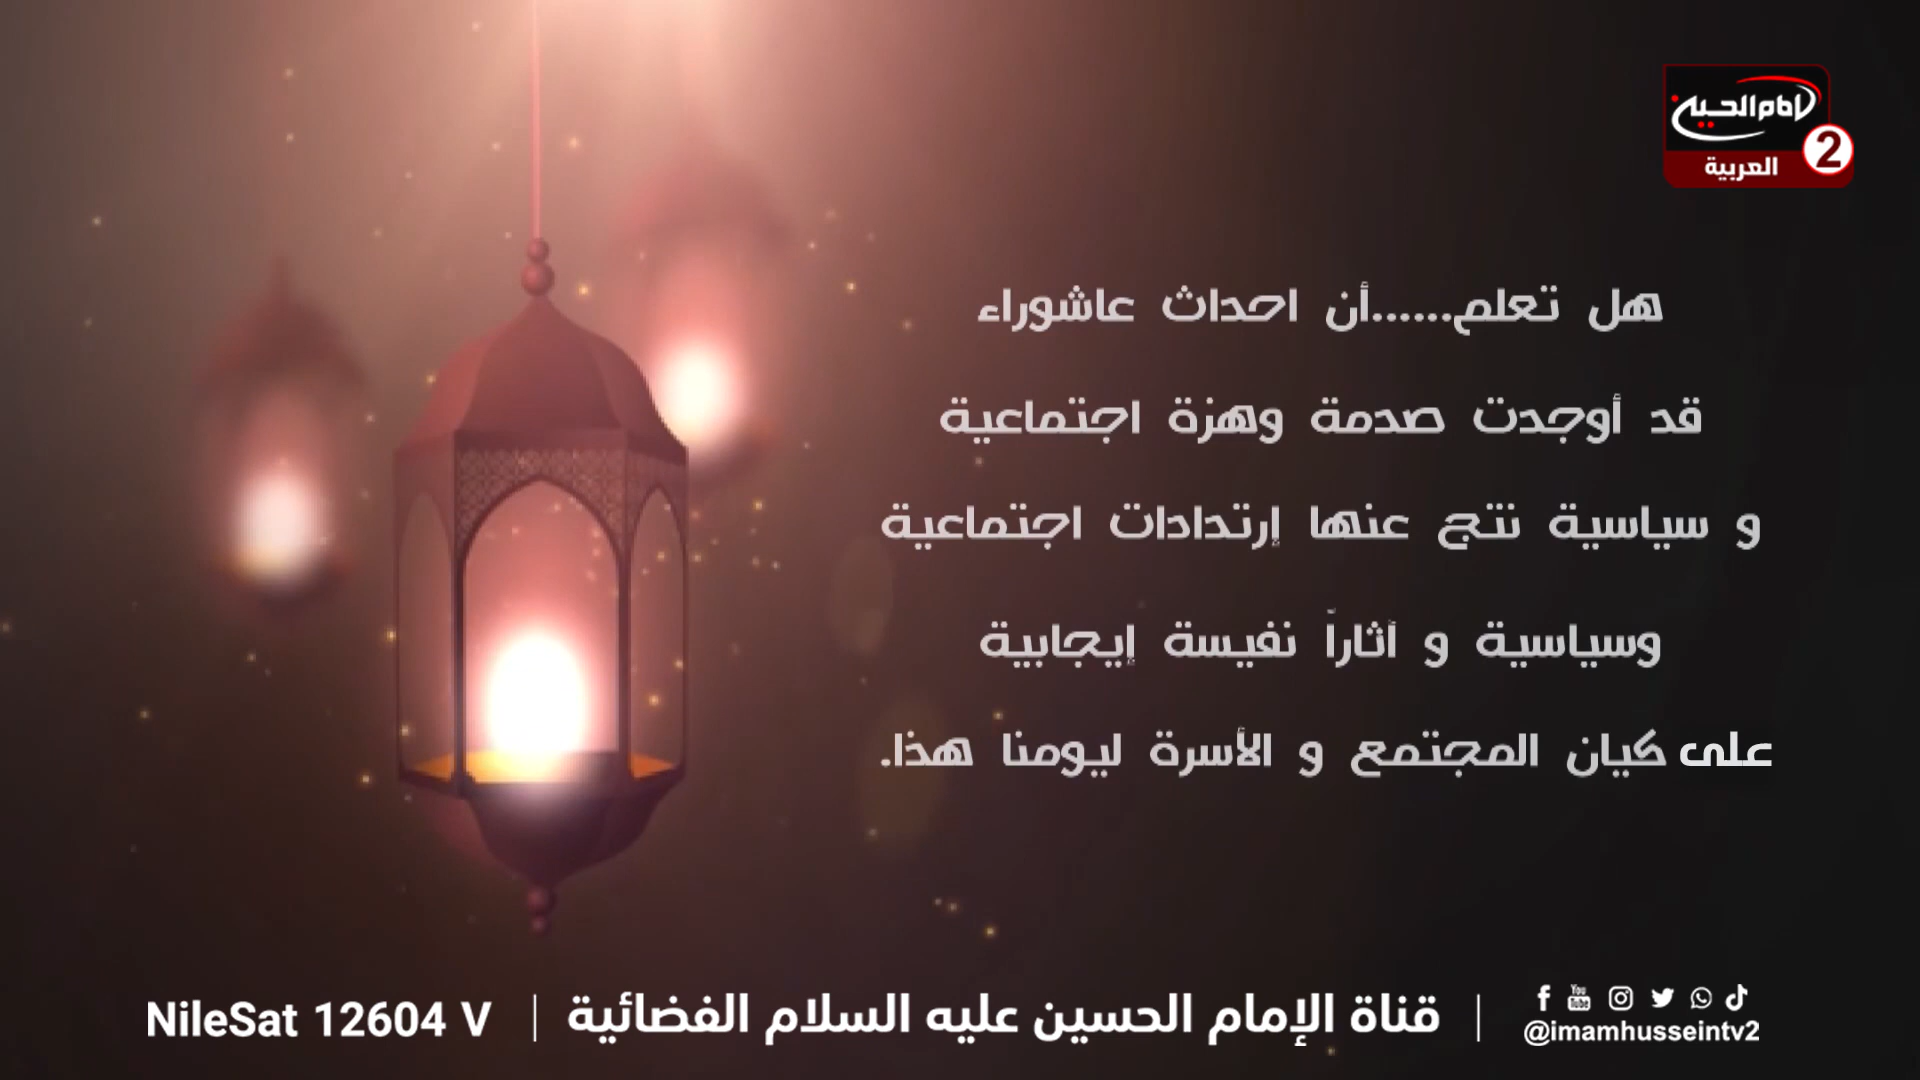 الإمام الحسين
2
العربية
هل تعلم......أن احداث عاشوراء
قد أوجدت صدمة وهزة اجتماعية
و سياسية نتج عنها إرتدادات اجتماعية
وسياسية و أثاراً نفيسة إيجابية
على كيان المجتمع و الأسرة ليومنا هذا.
NileSat 12604 V | قناة الإمام الحسين عليه السلام الفضائية |
You Tube
@imamhusseintv2